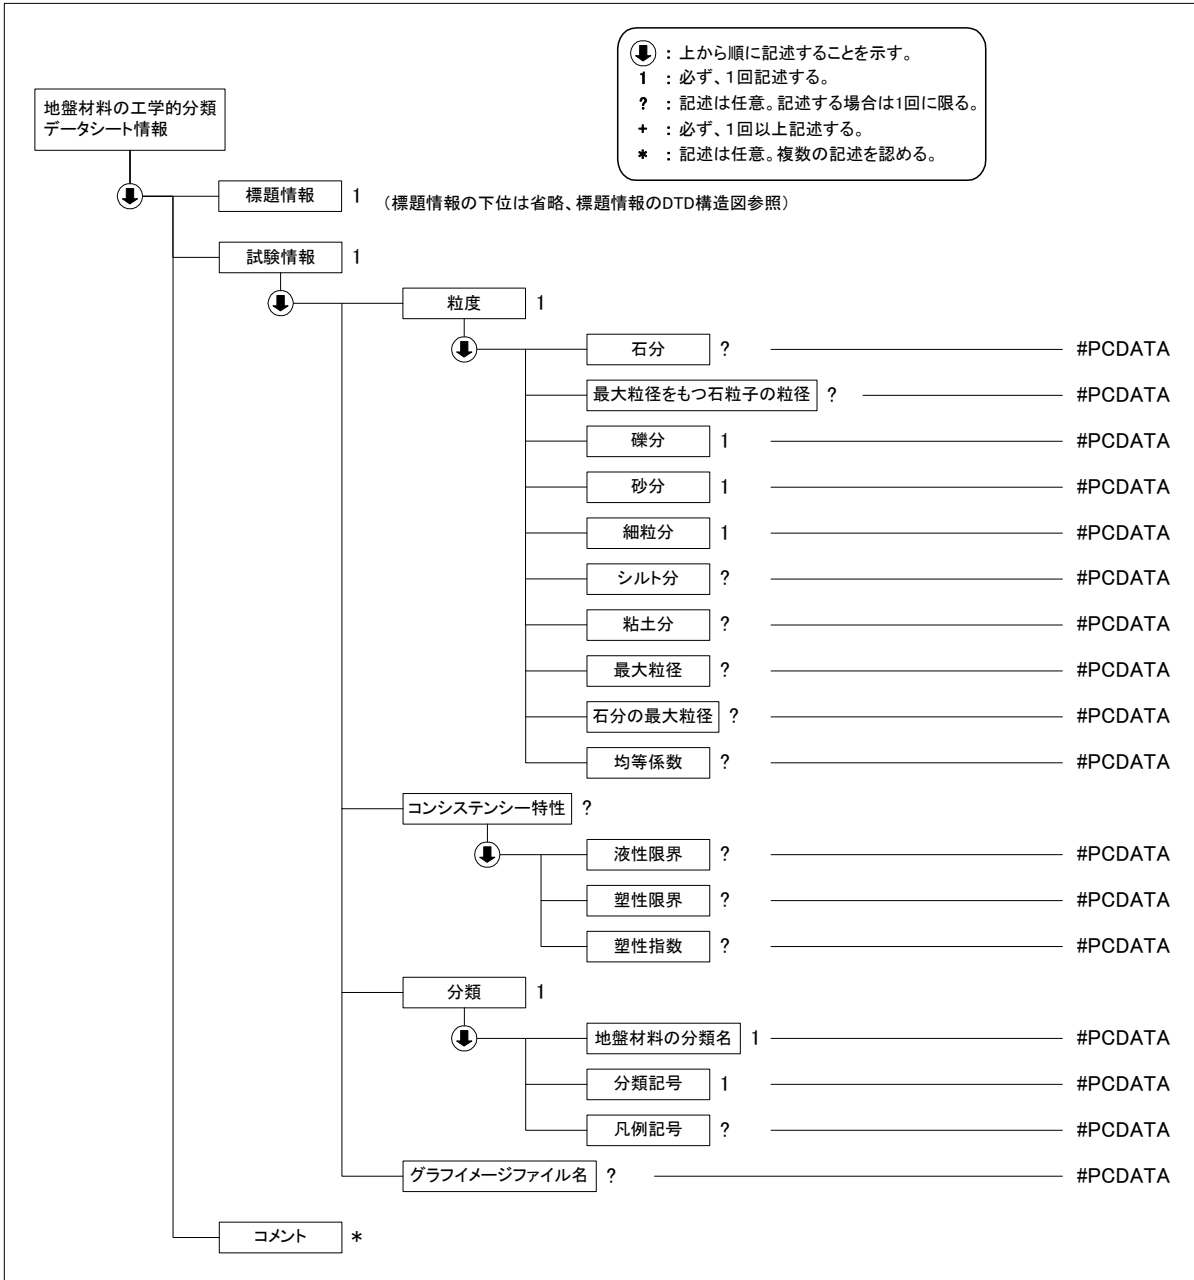 ：上から順に記述することを示す。
1：必ず、1回記述する。
?：記述は任意。記述する場合は1回に限る。
+：必ず、1回以上記述する。
*：記述は任意。複数の記述を認める。
地盤材料の工学的分類
データシート情報
標題情報 1 （標題情報の下位は省略、標題情報のDTD構造図参照）
試験情報 1
粒度 1
石分 ? #PCDATA
最大粒径をもつ石粒子の粒径 ? #PCDATA
礫分 1 #PCDATA
砂分 1 #PCDATA
細粒分 1 #PCDATA
シルト分 ? #PCDATA
粘土分 ? #PCDATA
最大粒径 ? #PCDATA
石分の最大粒径 ? #PCDATA
均等係数 ? #PCDATA
コンシステンシー特性 ?
液性限界 ? #PCDATA
塑性限界 ? #PCDATA
塑性指数 ? #PCDATA
分類 1
地盤材料の分類名 1 #PCDATA
分類記号 1 #PCDATA
凡例記号 ? #PCDATA
グラフイメージファイル名 ? #PCDATA
コメント *